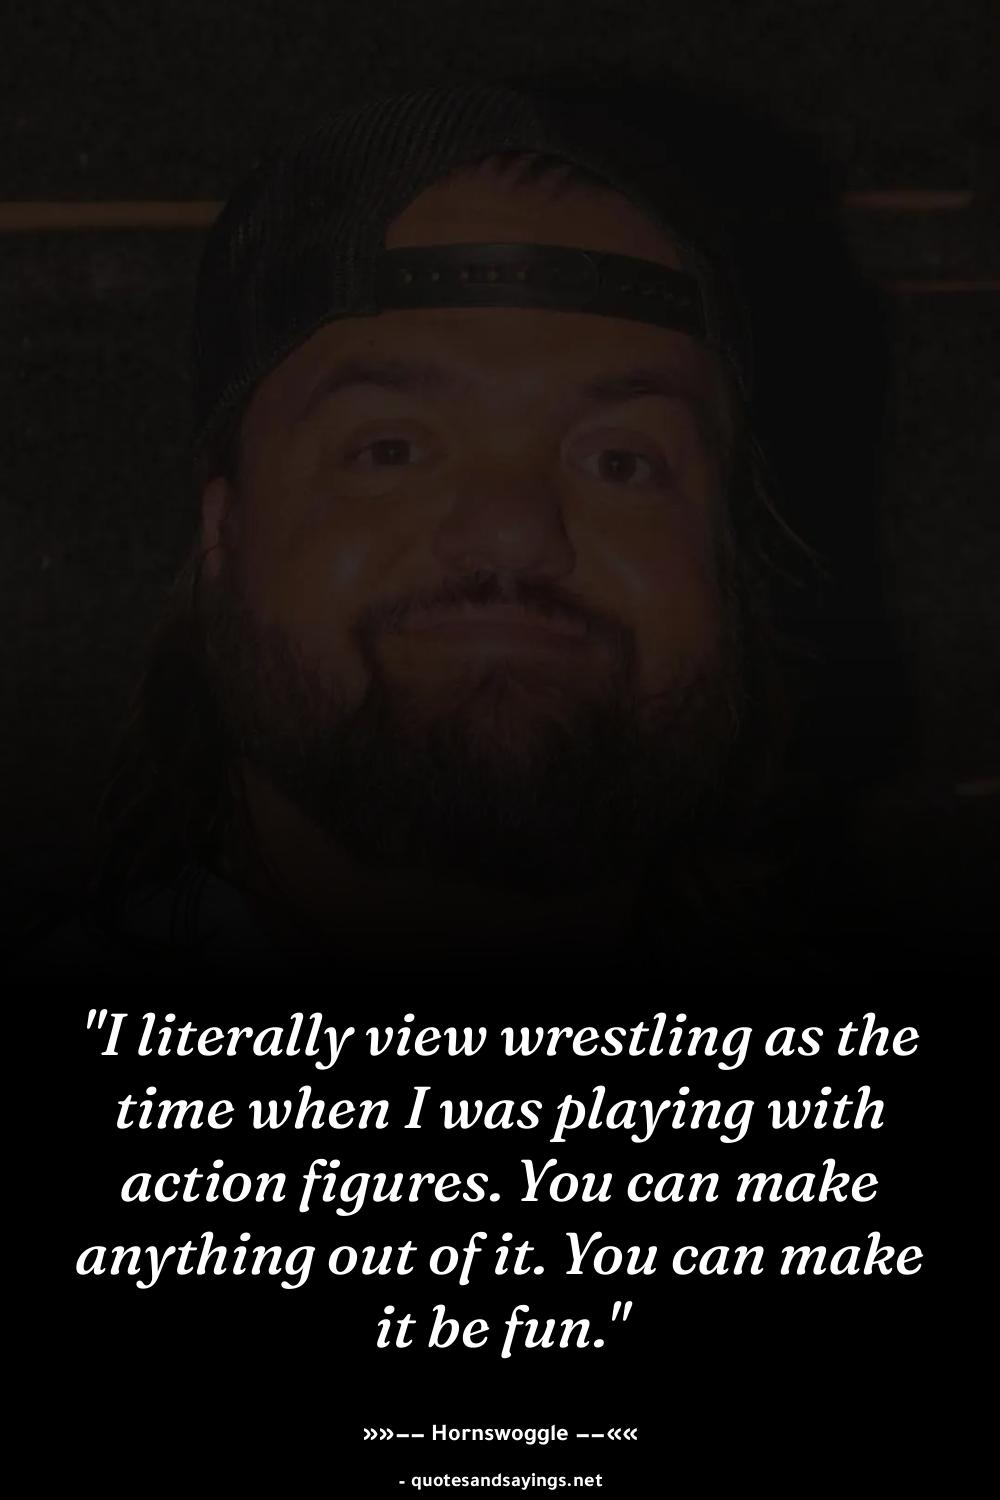 "I literally view wrestling as the
time when I was playing with
action figures. You can make
anything out of it. You can make
it be fun."
»»−− Hornswoggle −−««
- quotesandsayings.net